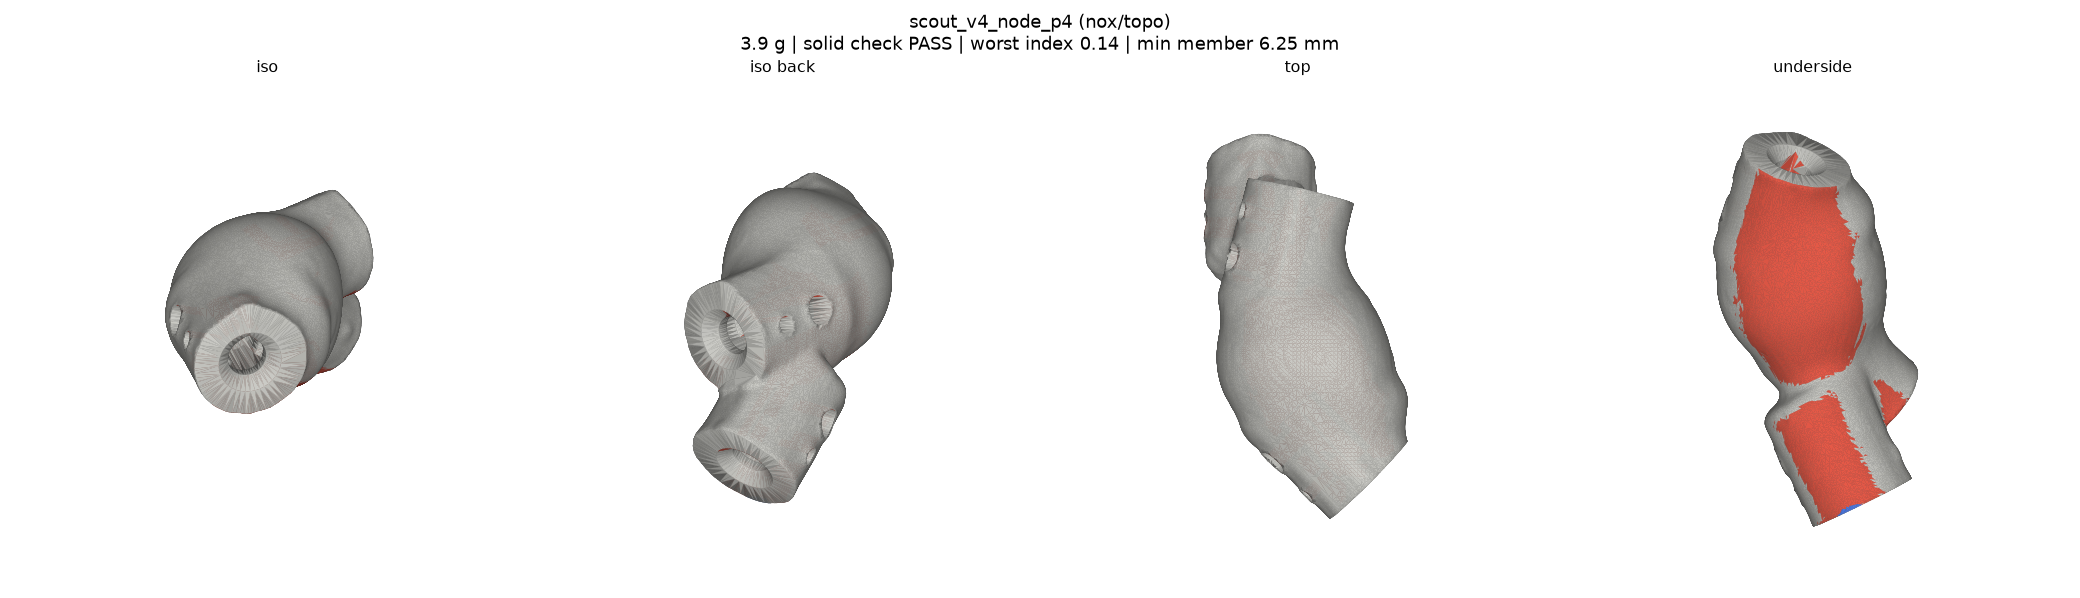 scout_v4_node_p4 (nox/topo)
3.9 g | solid check PASS | worst index 0.14 | min member 6.25 mm
iso
iso back
top
underside